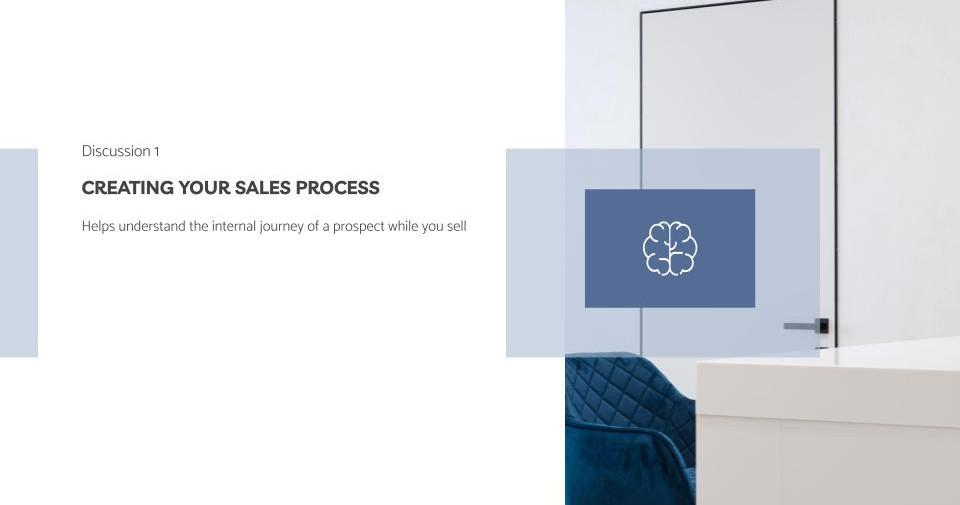 Discussion 1
CREATING YOUR SALES PROCESS
Helps understand the internal journey of a prospect while you sell